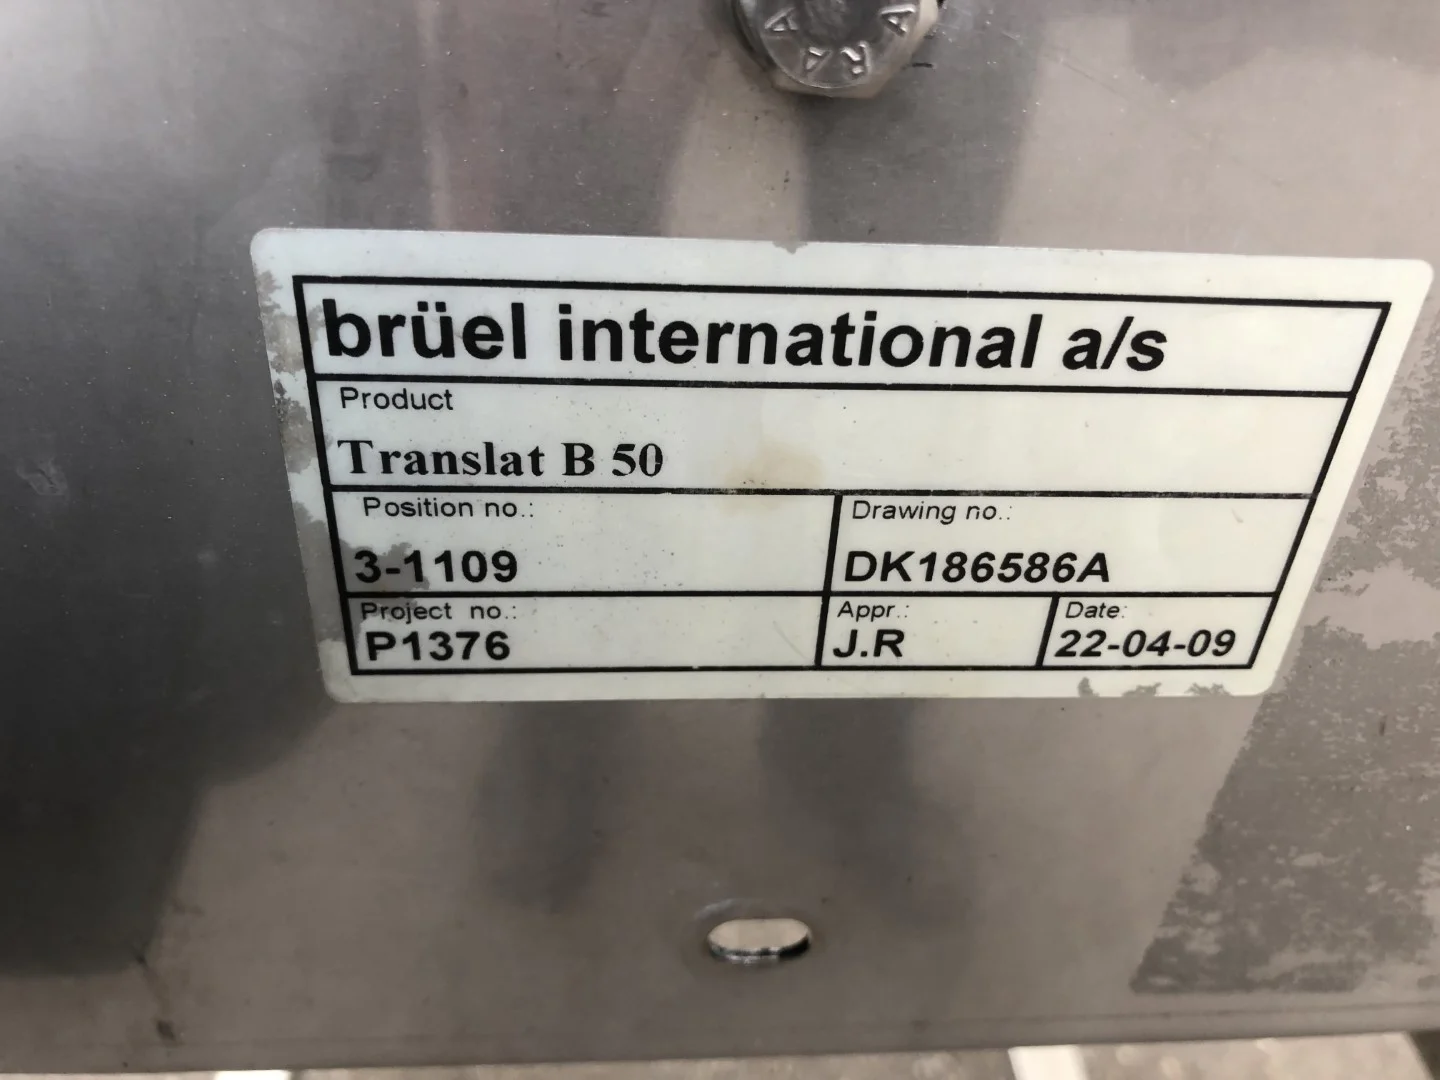 brüel international a/s
Product
Translat B 50
Position no.:
3-1109
Drawing no.:
DK186586A
Project no.:
P1376
Appr.:
J.R
Date:
22-04-09